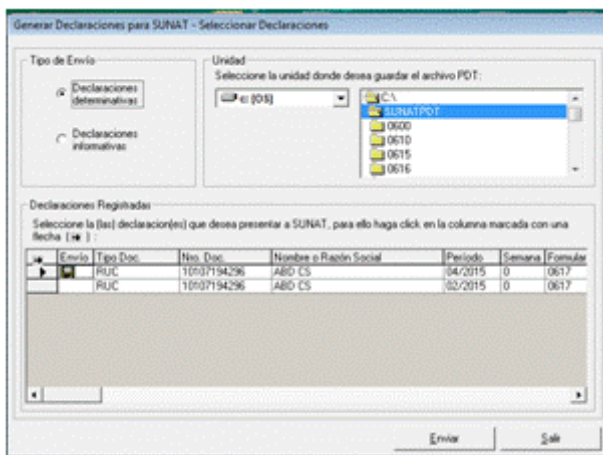 Generar Declaraciones para SUNAT - Seleccionar Declaraciones
Tipo de Envío
Declaraciones determinativas
Declaraciones informativas
Unidad
Seleccione la unidad donde desea guardar el archivo PDT:
c: [OS]
C:\
SUNATPDT
0600
0610
0615
0616
Declaraciones Registradas
Seleccione la (las) declaracion(es) que desea presentar a SUNAT, para ello haga click en la columna marcada con una
flecha ( ) :
Envío Tipo Doc. Nro. Doc. Nombre o Razón Social Período Semana Formular
RUC 10107194296 ABD CS 04/2015 0 0617
RUC 10107194296 ABD CS 02/2015 0 0617
Enviar Salir